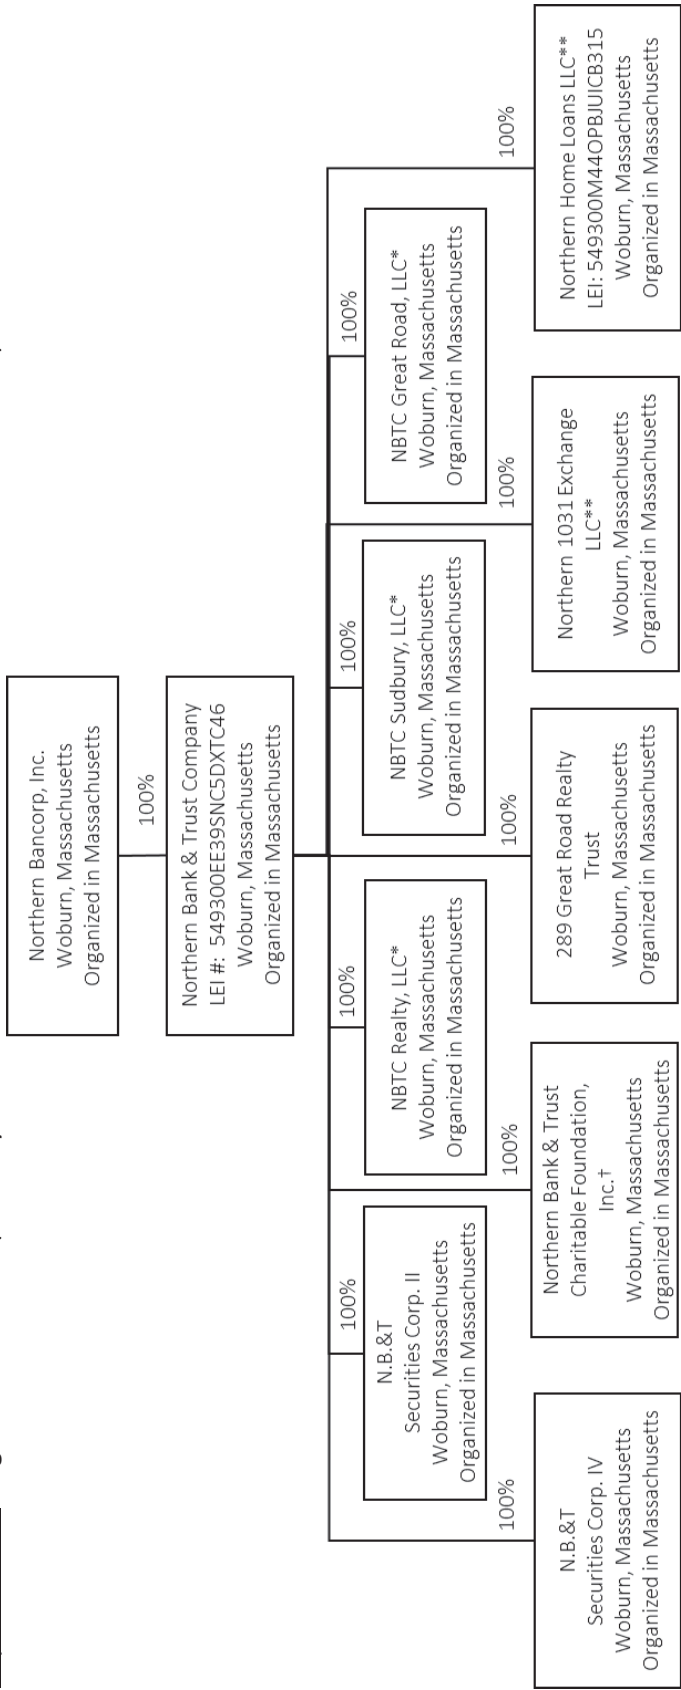 Northern Bancorp, Inc.
Woburn, Massachusetts
Organized in Massachusetts
100%
Northern Bank & Trust Company
LEI #: 549300EE39SNC5DXTC46
Woburn, Massachusetts
Organized in Massachusetts
100%
100%
100%
100%
N.B.&T
Securities Corp. II
Woburn, Massachusetts
Organized in Massachusetts
NBTC Realty, LLC*
Woburn, Massachusetts
Organized in Massachusetts
NBTC Sudbury, LLC*
Woburn, Massachusetts
Organized in Massachusetts
NBTC Great Road, LLC*
Woburn, Massachusetts
Organized in Massachusetts
100%
100%
100%
100%
100%
N.B.&T
Securities Corp. IV
Woburn, Massachusetts
Organized in Massachusetts
Northern Bank & Trust
Charitable Foundation,
Inc.†
Woburn, Massachusetts
Organized in Massachusetts
289 Great Road Realty
Trust
Woburn, Massachusetts
Organized in Massachusetts
Northern 1031 Exchange
LLC**
Woburn, Massachusetts
Organized in Massachusetts
Northern Home Loans LLC**
LEI: 549300M44OPBJUICB315
Woburn, Massachusetts
Organized in Massachusetts